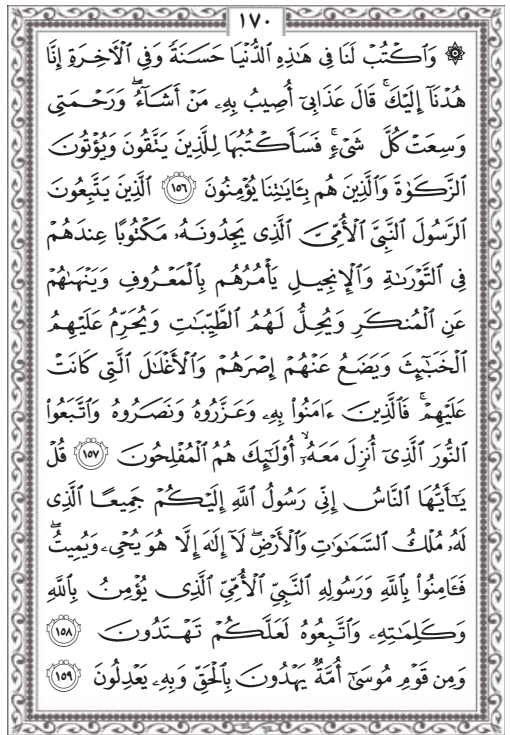 ١٧٠
۞ وَٱكْتُبْ لَنَا فِى هَٰذِهِ ٱلدُّنْيَا حَسَنَةً وَفِى ٱلْـَٔاخِرَةِ إِنَّا
هُدْنَآ إِلَيْكَ ۚ قَالَ عَذَابِىٓ أُصِيبُ بِهِۦ مَنْ أَشَآءُ ۖ وَرَحْمَتِى
وَسِعَتْ كُلَّ شَىْءٍ ۚ فَسَأَكْتُبُهَا لِلَّذِينَ يَتَّقُونَ وَيُؤْتُونَ
ٱلزَّكَوٰةَ وَٱلَّذِينَ هُم بِـَٔايَٰتِنَا يُؤْمِنُونَ ١٥٦ ٱلَّذِينَ يَتَّبِعُونَ
ٱلرَّسُولَ ٱلنَّبِىَّ ٱلْأُمِّىَّ ٱلَّذِى يَجِدُونَهُۥ مَكْتُوبًا عِندَهُمْ
فِى ٱلتَّوْرَىٰةِ وَٱلْإِنجِيلِ يَأْمُرُهُم بِٱلْمَعْرُوفِ وَيَنْهَىٰهُمْ
عَنِ ٱلْمُنكَرِ وَيُحِلُّ لَهُمُ ٱلطَّيِّبَٰتِ وَيُحَرِّمُ عَلَيْهِمُ
ٱلْخَبَٰٓئِثَ وَيَضَعُ عَنْهُمْ إِصْرَهُمْ وَٱلْأَغْلَٰلَ ٱلَّتِى كَانَتْ
عَلَيْهِمْ ۚ فَٱلَّذِينَ ءَامَنُوا۟ بِهِۦ وَعَزَّرُوهُ وَنَصَرُوهُ وَٱتَّبَعُوا۟
ٱلنُّورَ ٱلَّذِىٓ أُنزِلَ مَعَهُۥٓ ۙ أُو۟لَٰٓئِكَ هُمُ ٱلْمُفْلِحُونَ ١٥٧ قُلْ
يَٰٓأَيُّهَا ٱلنَّاسُ إِنِّى رَسُولُ ٱللَّهِ إِلَيْكُمْ جَمِيعًا ٱلَّذِى
لَهُۥ مُلْكُ ٱلسَّمَٰوَٰتِ وَٱلْأَرْضِ ۖ لَآ إِلَٰهَ إِلَّا هُوَ يُحْىِۦ وَيُمِيتُ ۖ
فَـَٔامِنُوا۟ بِٱللَّهِ وَرَسُولِهِ ٱلنَّبِىِّ ٱلْأُمِّىِّ ٱلَّذِى يُؤْمِنُ بِٱللَّهِ
وَكَلِمَٰتِهِۦ وَٱتَّبِعُوهُ لَعَلَّكُمْ تَهْتَدُونَ ١٥٨
وَمِن قَوْمِ مُوسَىٰٓ أُمَّةٌ يَهْدُونَ بِٱلْحَقِّ وَبِهِۦ يَعْدِلُونَ ١٥٩